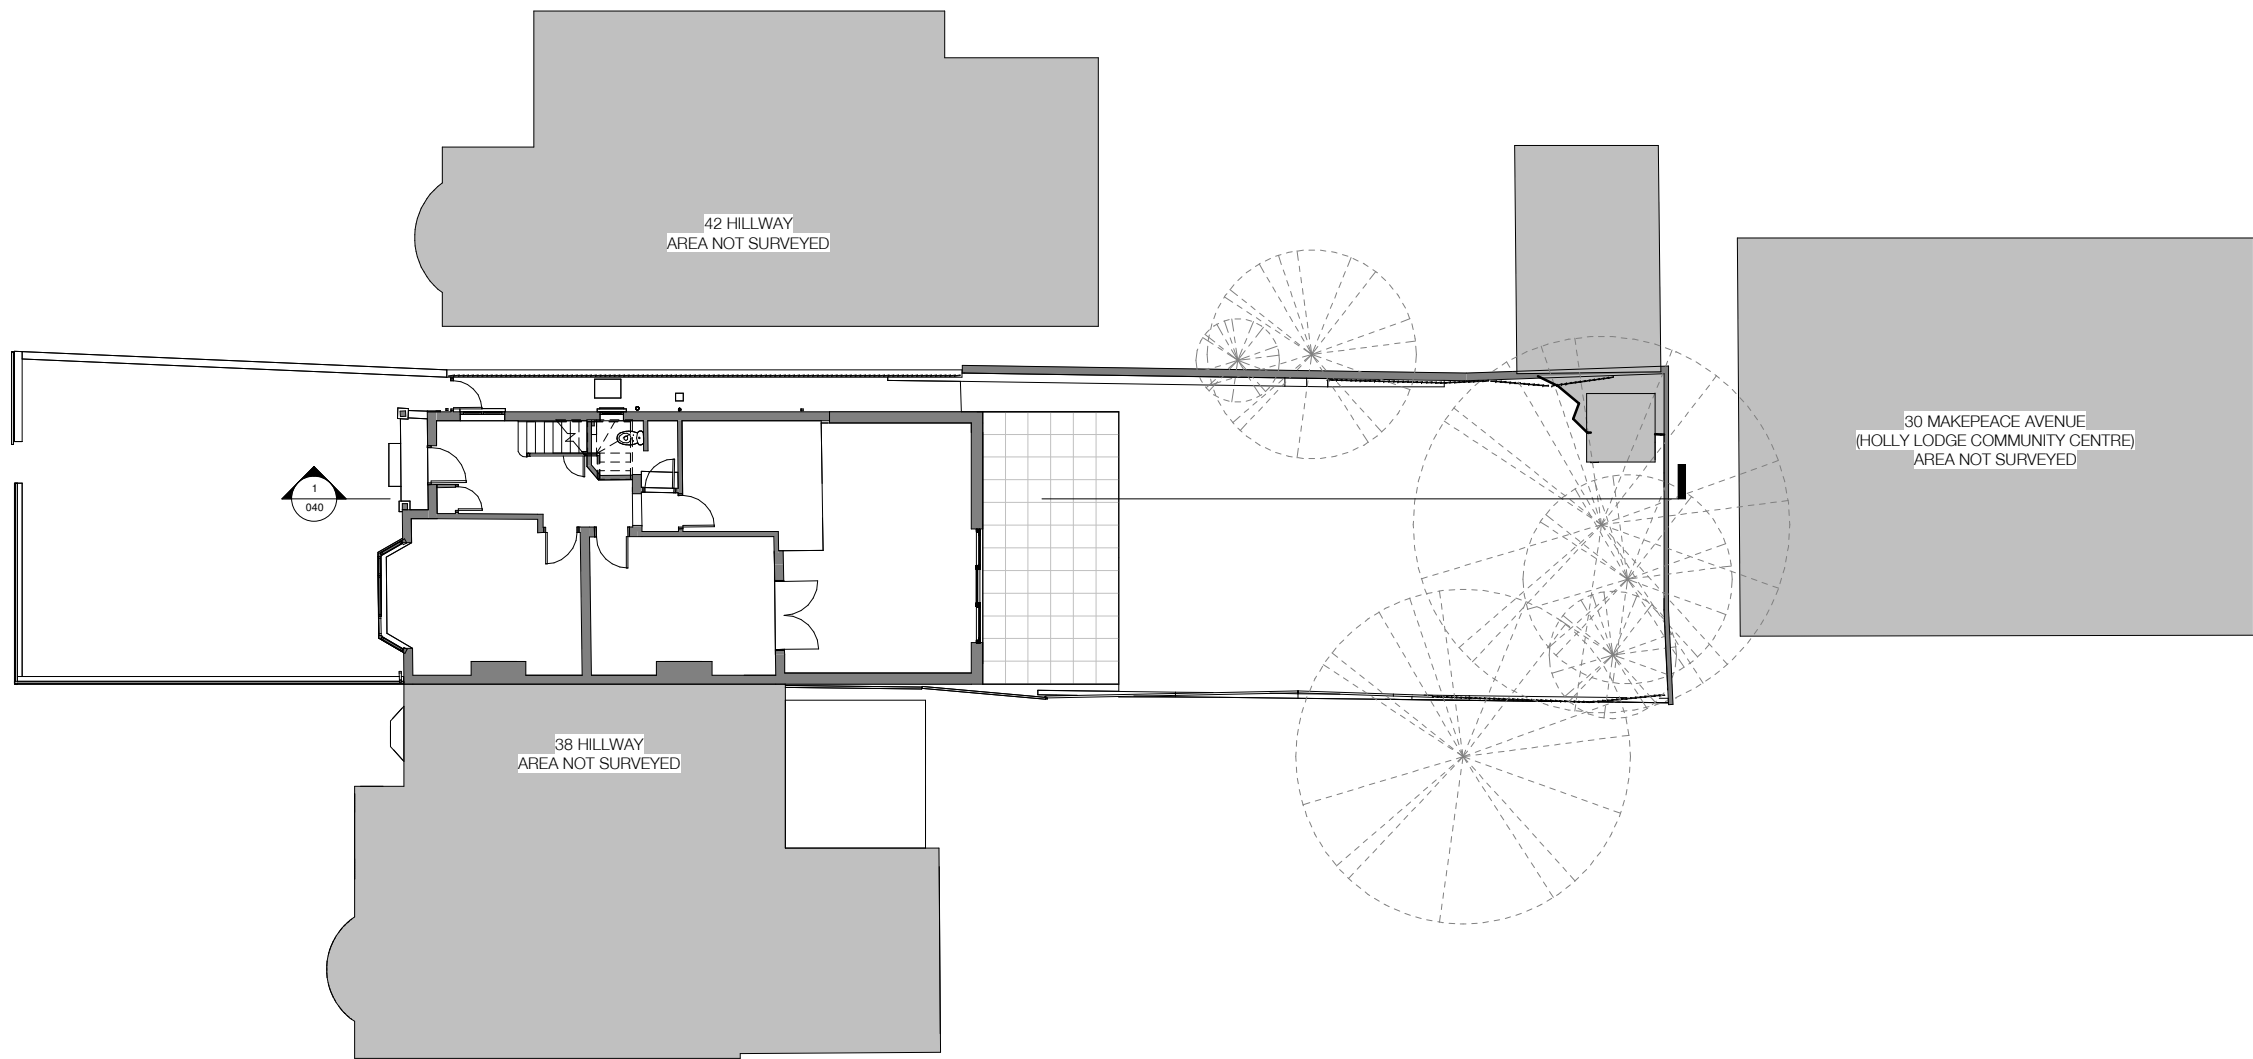 42 HILLWAY
AREA NOT SURVEYED
30 MAKEPEACE AVENUE
(HOLLY LODGE COMMUNITY CENTRE)
AREA NOT SURVEYED
1
040
38 HILLWAY
AREA NOT SURVEYED